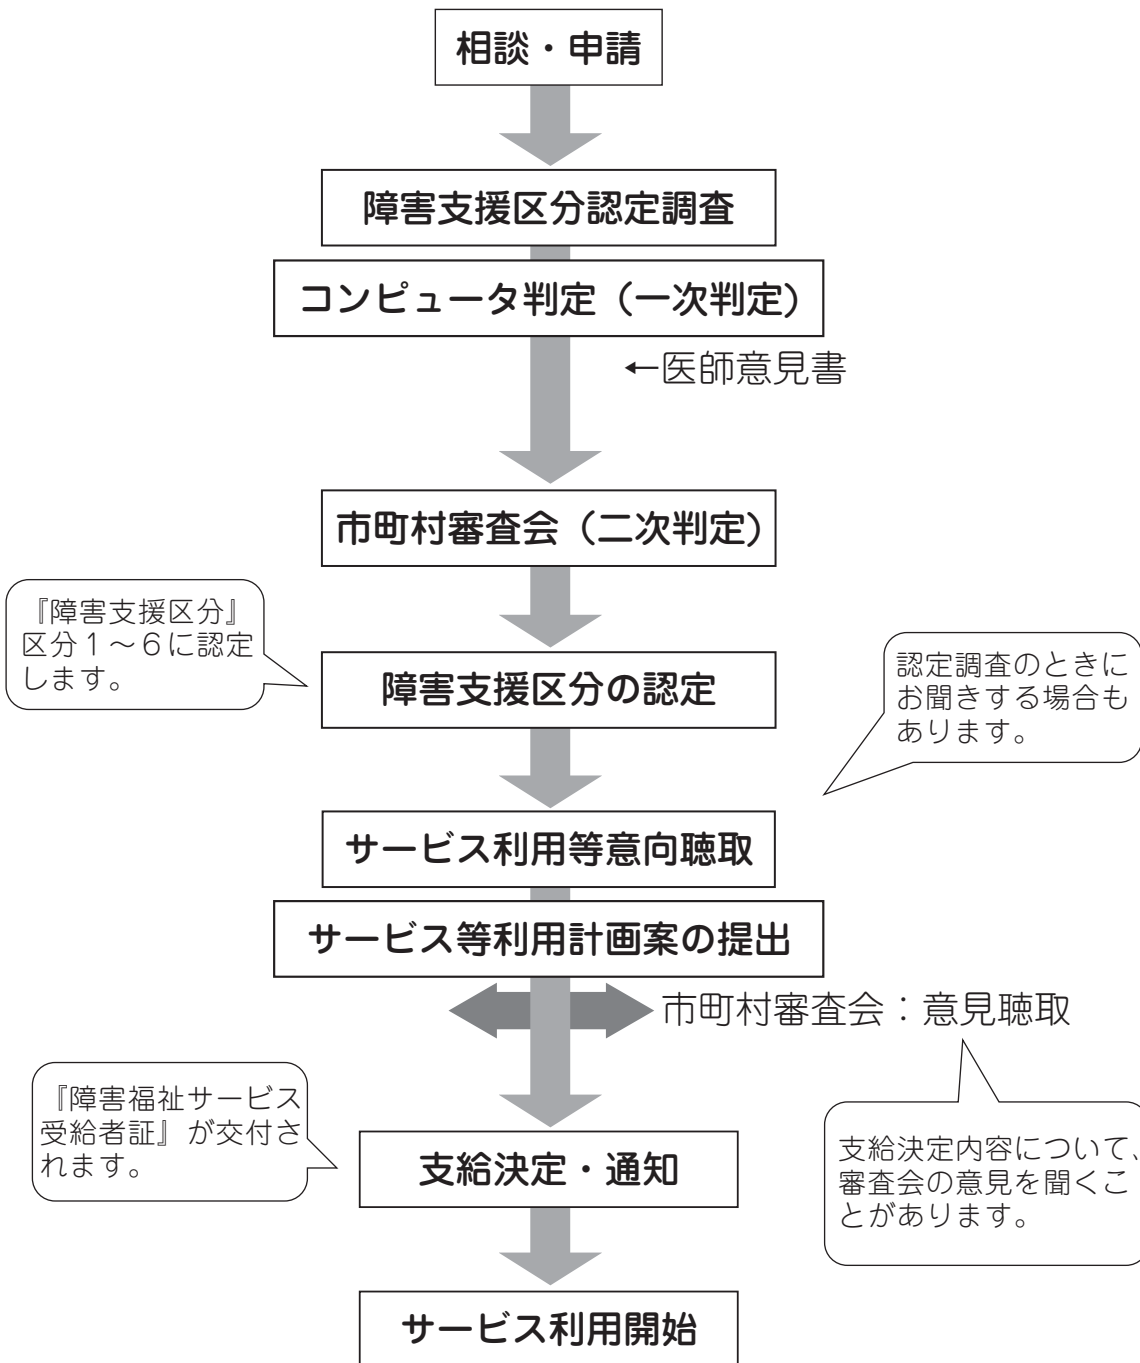 相談・申請
障害支援区分認定調査
コンピュータ判定（一次判定）
←医師意見書
市町村審査会（二次判定）
『障害支援区分』
区分１～６に認定
します。
障害支援区分の認定
認定調査のときに
お聞きする場合も
あります。
サービス利用等意向聴取
サービス等利用計画案の提出
市町村審査会：意見聴取
『障害福祉サービス
受給者証』が交付さ
れます。
支給決定・通知
支給決定内容について、
審査会の意見を聞くこ
とがあります。
サービス利用開始